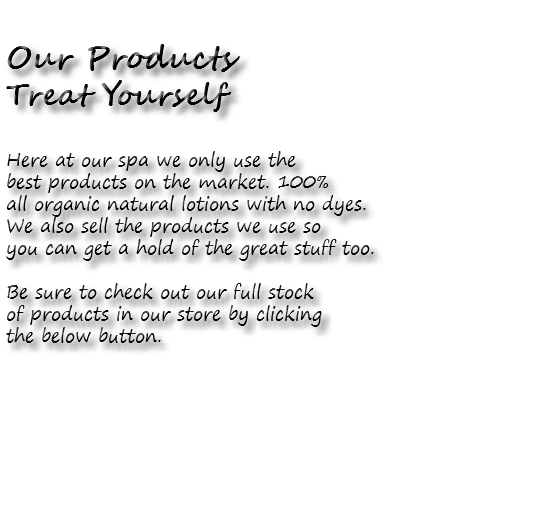 Our Products
Treat Yourself
Here at our spa we only use the
best products on the market. 100%
all organic natural lotions with no dyes.
We also sell the products we use so
you can get a hold of the great stuff too.
Be sure to check out our full stock
of products in our store by clicking
the below button.